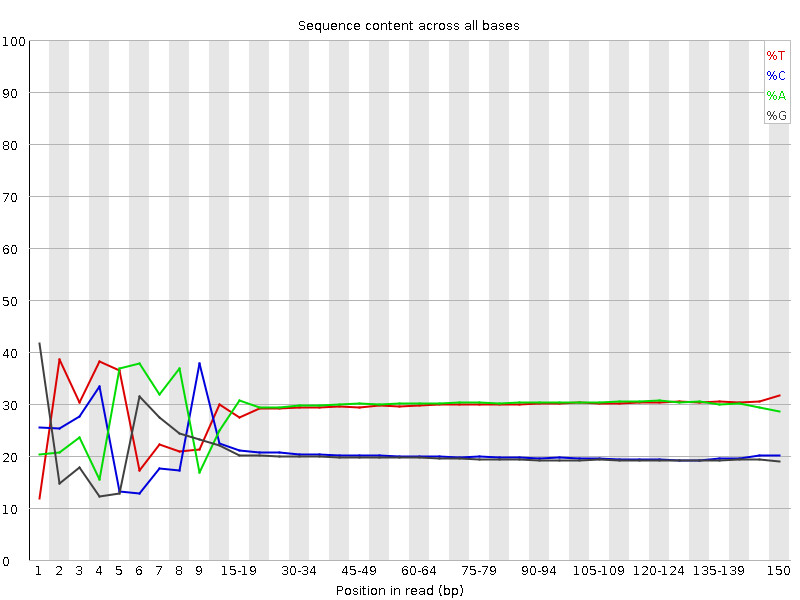 Sequence content across all bases
100
90
80
70
60
50
40
30
20
10
0
%T
%C
%A
%G
1 2 3 4 5 6 7 8 9 15-19 30-34 45-49 60-64 75-79 90-94 105-109 120-124 135-139 150
Position in read (bp)